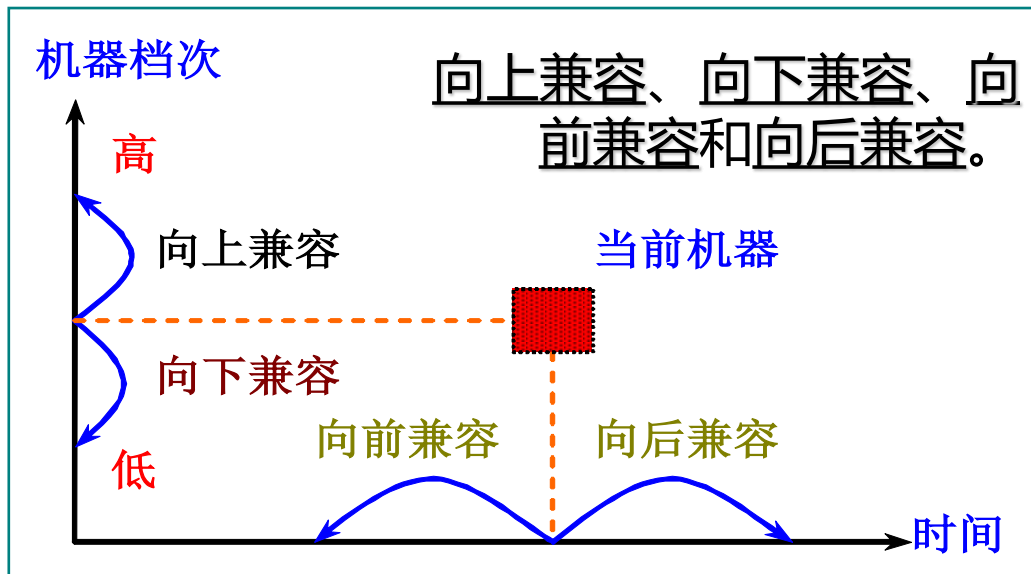 机器档次
向上兼容、向下兼容、向
前兼容和向后兼容。
高
向上兼容
当前机器
向下兼容
向前兼容
向后兼容
低
时间